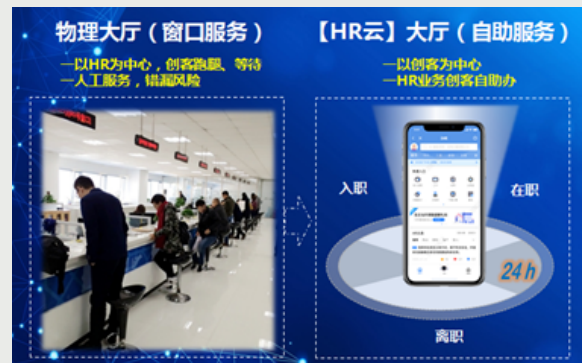 物理大厅（窗口服务）
—以HR为中心，创客跑腿、等待
—人工服务，错漏风险
【HR云】大厅（自助服务）
—以创客为中心
—HR业务创客自助办
入职
在职
24h
离职